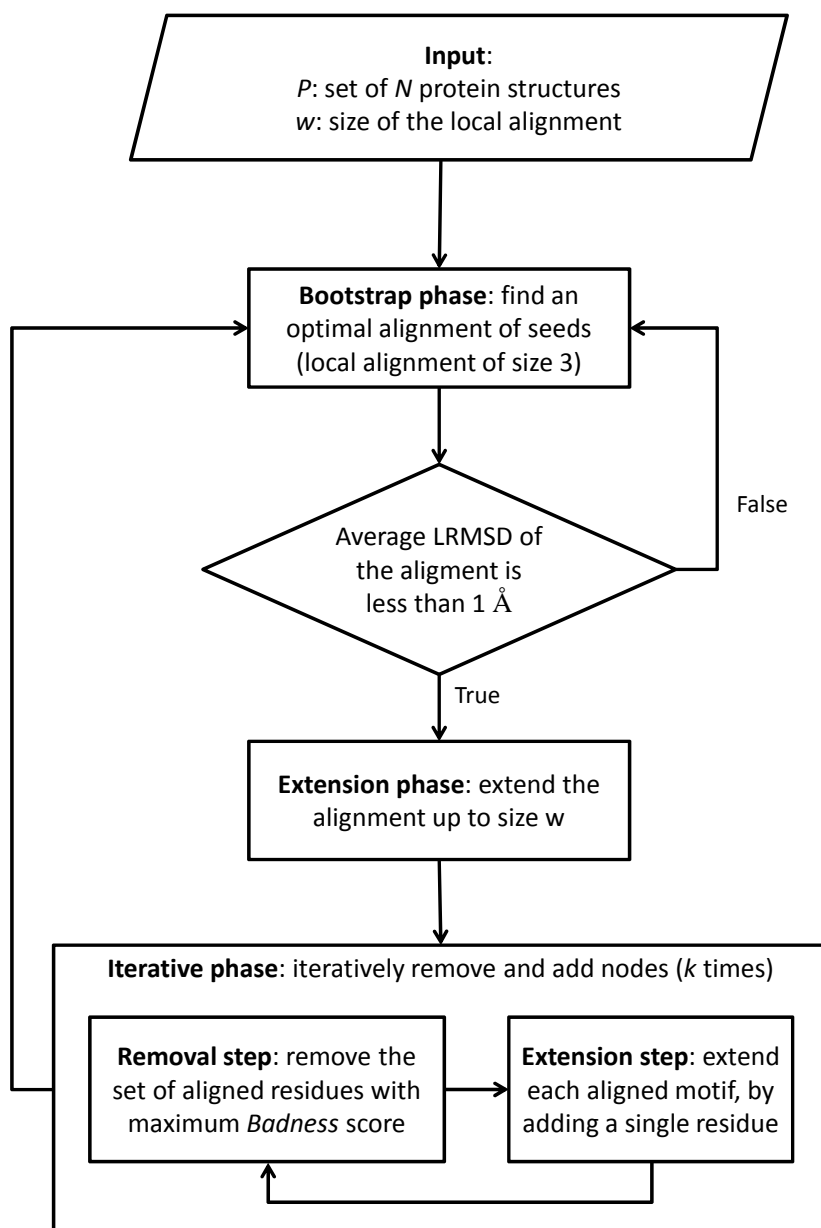 Input:
P: set of N protein structures
w: size of the local alignment
Bootstrap phase: find an
optimal alignment of seeds
(local alignment of size 3)
False
Average LRMSD of
the aligment is
less than 1 Å
True
Extension phase: extend the
alignment up to size w
Iterative phase: iteratively remove and add nodes (k times)
Removal step: remove the
set of aligned residues with
maximum Badness score
Extension step: extend
each aligned motif, by
adding a single residue